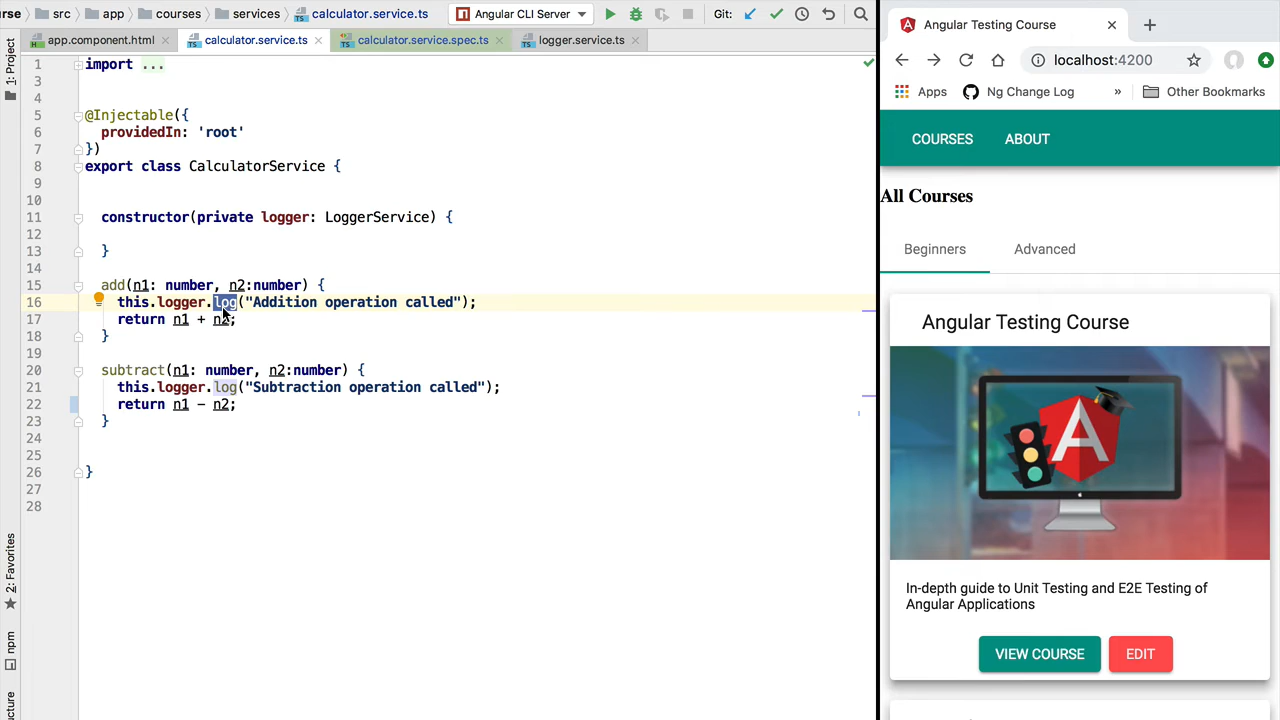 rse src app courses services calculator.service.ts Angular CLI Server Git:
app.component.html calculator.service.ts calculator.service.spec.ts logger.service.ts
1: Project
1 import ...
3
4
5 @Injectable({
6 providedIn: 'root'
7 })
8 export class CalculatorService {
9
10
11 constructor(private logger: LoggerService) {
12
13 }
14
15 add(n1: number, n2:number) {
16 this.logger.log("Addition operation called");
17 return n1 + n2;
18 }
19
20 subtract(n1: number, n2:number) {
21 this.logger.log("Subtraction operation called");
22 return n1 - n2;
23 }
24
25
26 }
27
28
2: Favorites
npm
ucture
Angular Testing Course
localhost:4200
Apps Ng Change Log » Other Bookmarks
COURSES ABOUT
All Courses
Beginners Advanced
Angular Testing Course
A
In-depth guide to Unit Testing and E2E Testing of
Angular Applications
VIEW COURSE EDIT